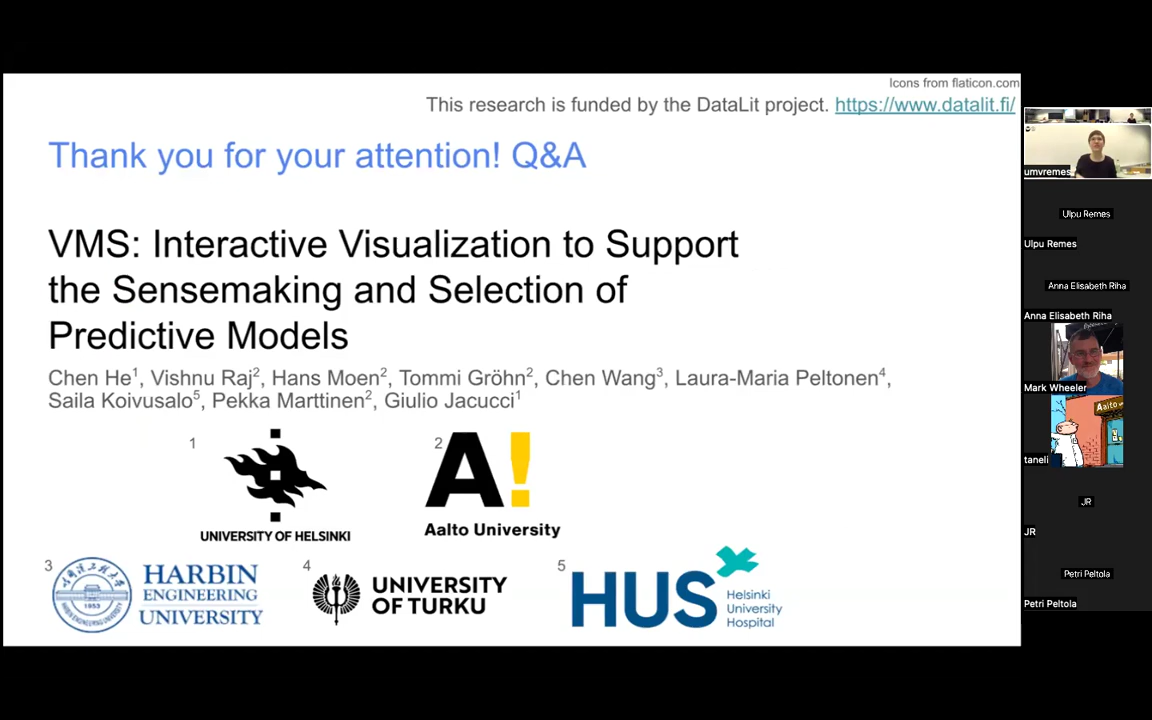 Icons from flaticon.com
This research is funded by the DataLit project. https://www.datalit.fi/
Thank you for your attention! Q&A
VMS: Interactive Visualization to Support
the Sensemaking and Selection of
Predictive Models
Chen He1, Vishnu Raj2, Hans Moen2, Tommi Gröhn2, Chen Wang3, Laura-Maria Peltonen4,
Saila Koivusalo5, Pekka Marttinen2, Giulio Jacucci1
1
UNIVERSITY OF HELSINKI
2
A!
Aalto University
3
1953
HARBIN
ENGINEERING
UNIVERSITY
4
UNIVERSITY
OF TURKU
5
HUS
Helsinki
University
Hospital
umvremes
Ulpu Remes
Ulpu Remes
Anna Elisabeth Riha
Anna Elisabeth Riha
Mark Wheeler
Aalto
taneli
JR
JR
Petri Peltola
Petri Peltola